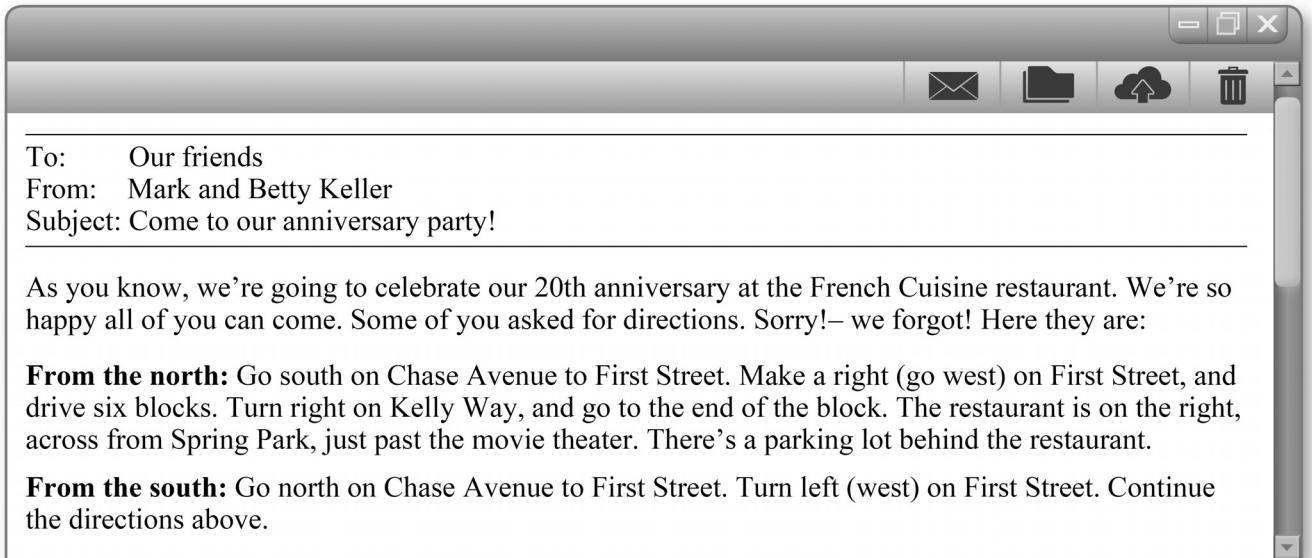 To: Our friends
From: Mark and Betty Keller
Subject: Come to our anniversary party!
As you know, we’re going to celebrate our 20th anniversary at the French Cuisine restaurant. We’re so
happy all of you can come. Some of you asked for directions. Sorry!– we forgot! Here they are:
From the north: Go south on Chase Avenue to First Street. Make a right (go west) on First Street, and
drive six blocks. Turn right on Kelly Way, and go to the end of the block. The restaurant is on the right,
across from Spring Park, just past the movie theater. There’s a parking lot behind the restaurant.
From the south: Go north on Chase Avenue to First Street. Turn left (west) on First Street. Continue
the directions above.